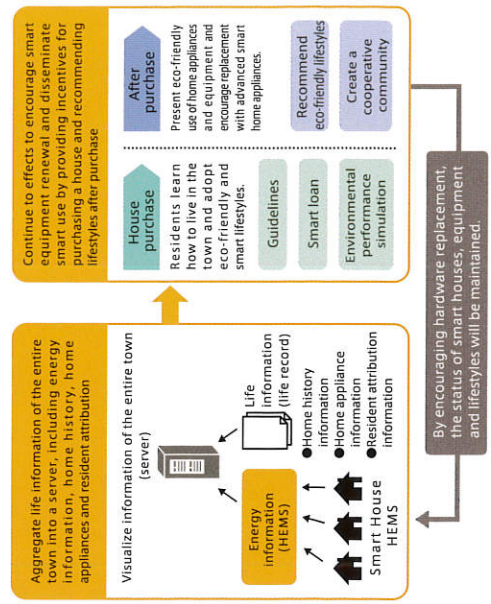 Aggregate life information of the entire
town into a server, including energy
information, home history, home
appliances and resident attribution
Visualize information of the entire town
(server)
Energy
information
(HEMS)
Life
information
(life record)
●Home history
information
●Home appliance
information
●Resident attribution
information
Smart House
HEMS
Continue to effects to encourage smart
equipment renewal and disseminate
smart use by providing incentives for
purchasing a house and recommending
lifestyles after purchase
House
purchase
Residents learn
how to live in the
town and adopt
eco-friendly and
smart lifestyles.
Guidelines
Smart loan
Environmental
performance
simulation
After
purchase
Present eco-friendly
use of home appliances
and equipment and
encourage replacement
with advanced smart
home appliances.
Recommend
eco-friendly lifestyles
Create a
cooperative
community
By encouraging hardware replacement,
the status of smart houses, equipment
and lifestyles will be maintained.